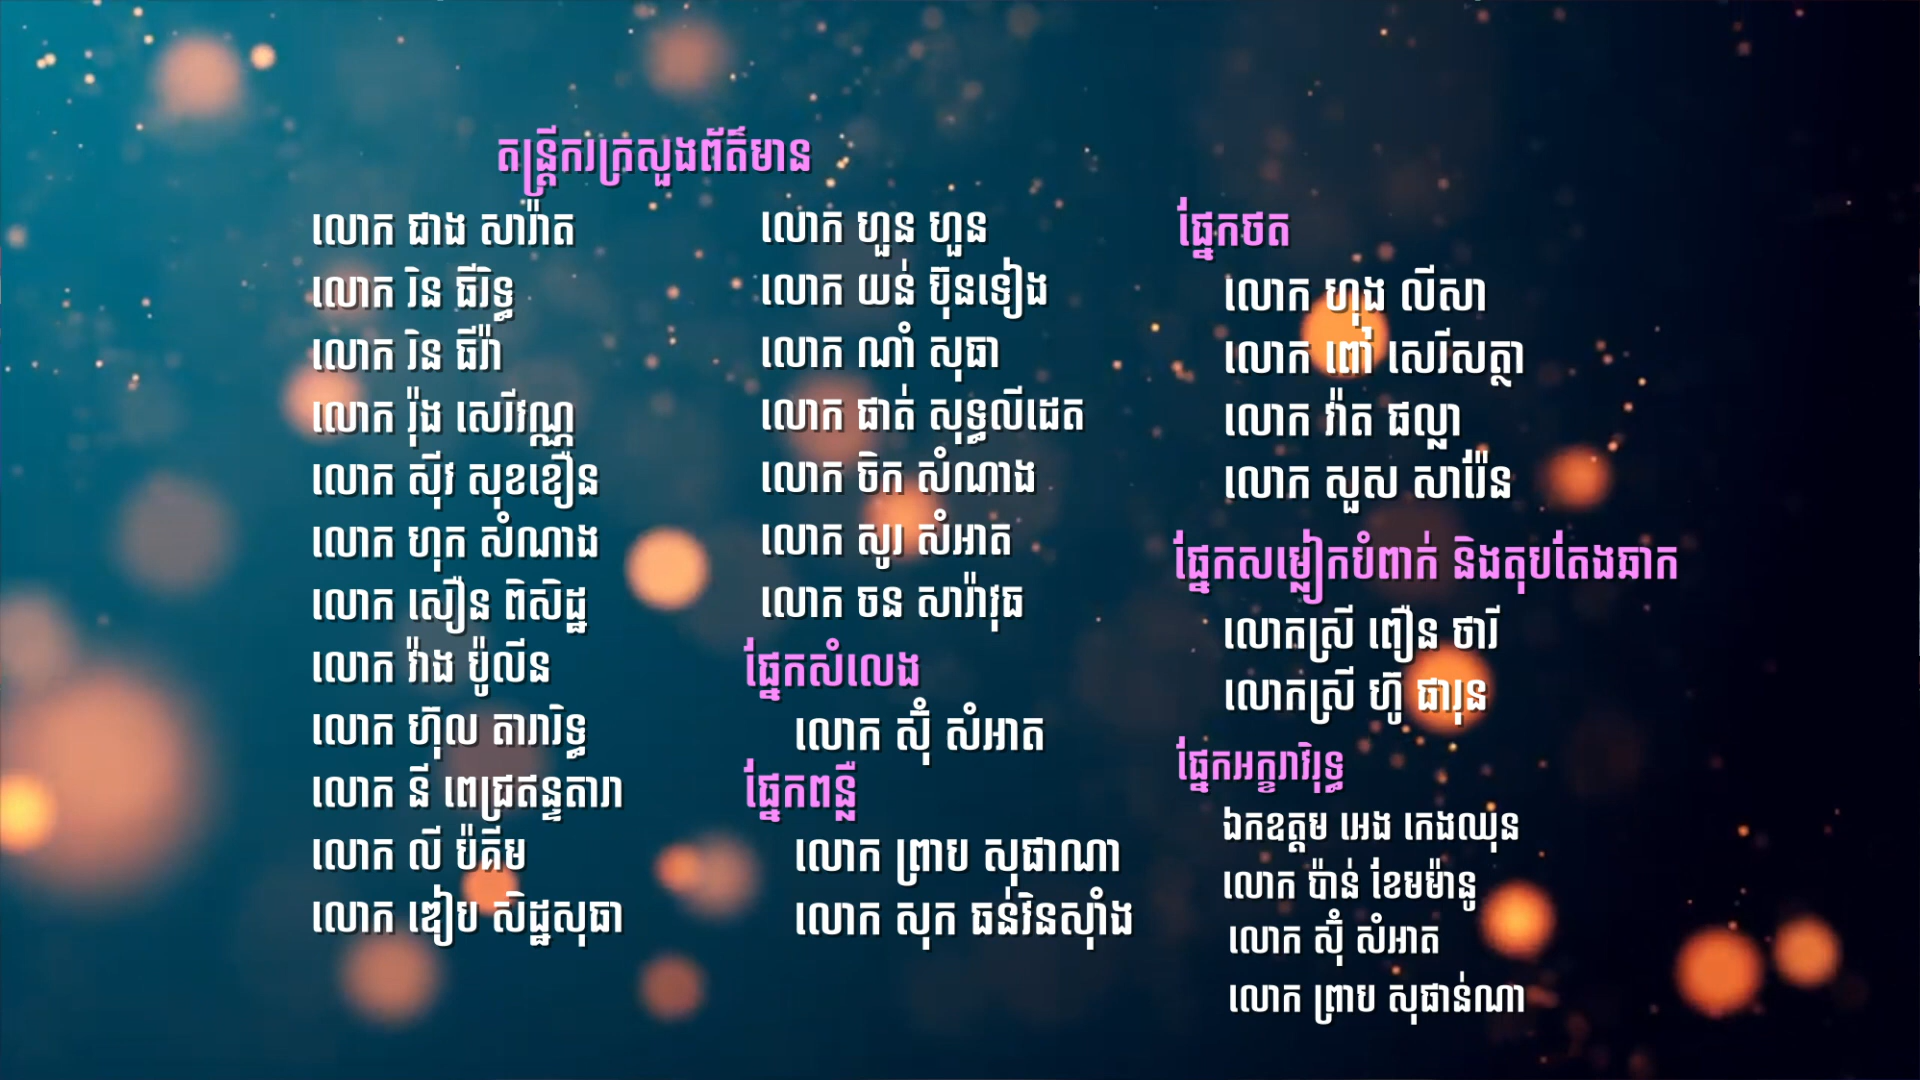 តន្ត្រីករក្រសួងព័ត៌មាន
លោក ជាង សារ៉ាត
លោក រិន ធីរិទ្ធ
លោក រិន ធីរ៉ា
លោក រ៉ុង សេរីវណ្ណ
លោក ស៊ីវ សុខឿន
លោក ហុក សំណាង
លោក សឿន ពិសិដ្ឋ
លោក វ៉ាង ប៉ូលីន
លោក ហ៊ុល តារារិទ្ធ
លោក នី ពេជ្រឥន្ទតារា
លោក លី ប៉គីម
លោក ឌៀប សិដ្ឋសុធា
លោក ហួន ហួន
លោក យន់ ប៊ុនទៀង
លោក ណាំ សុធា
លោក ផាត់ សុទ្ធលីដេត
លោក ចិក សំណាង
លោក សូរ សំអាត
លោក ចន សារ៉ាវុធ
ផ្នែកសំលេង
លោក ស៊ុំ សំអាត
ផ្នែកពន្លឺ
លោក ព្រាប សុផាណា
លោក សុក ធន់វិនស៊ាំង
ផ្នែកថត
លោក ហុង លីសា
លោក ពៅ សេរីសត្ថា
លោក វ៉ាត ផល្លា
លោក សួស សារ៉ែន
ផ្នែកសម្លៀកបំពាក់ និងតុបតែងឆាក
លោកស្រី ពឿន ថារី
លោកស្រី ហ៊ូ ផារុន
ផ្នែកអក្ខរាវិរុទ្ធ
ឯកឧត្តម អេង កេងឈុន
លោក ប៉ាន់ ខែមម៉ានូ
លោក ស៊ុំ សំអាត
លោក ព្រាប សុផាន់ណា